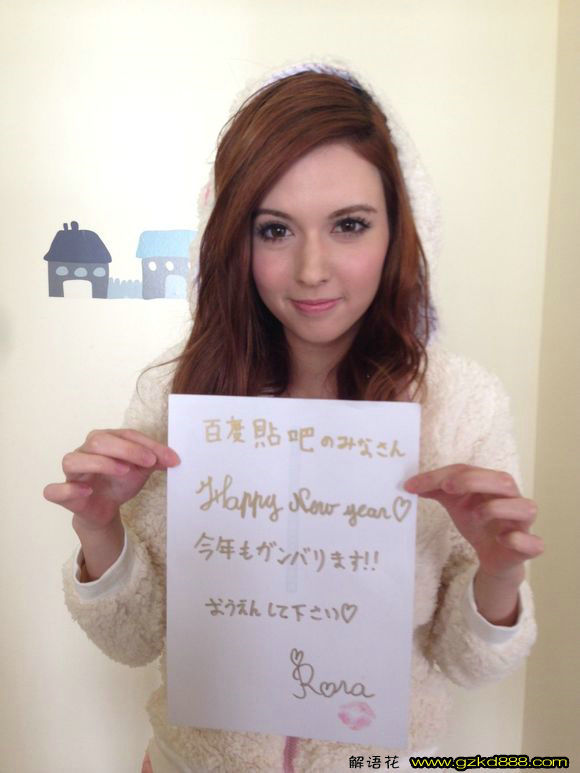 百度貼吧のみなさん
Happy New year♡
今年もガンバリます!!
おうえんして下さい♡
Rora
解语花 www.gzkd888.com